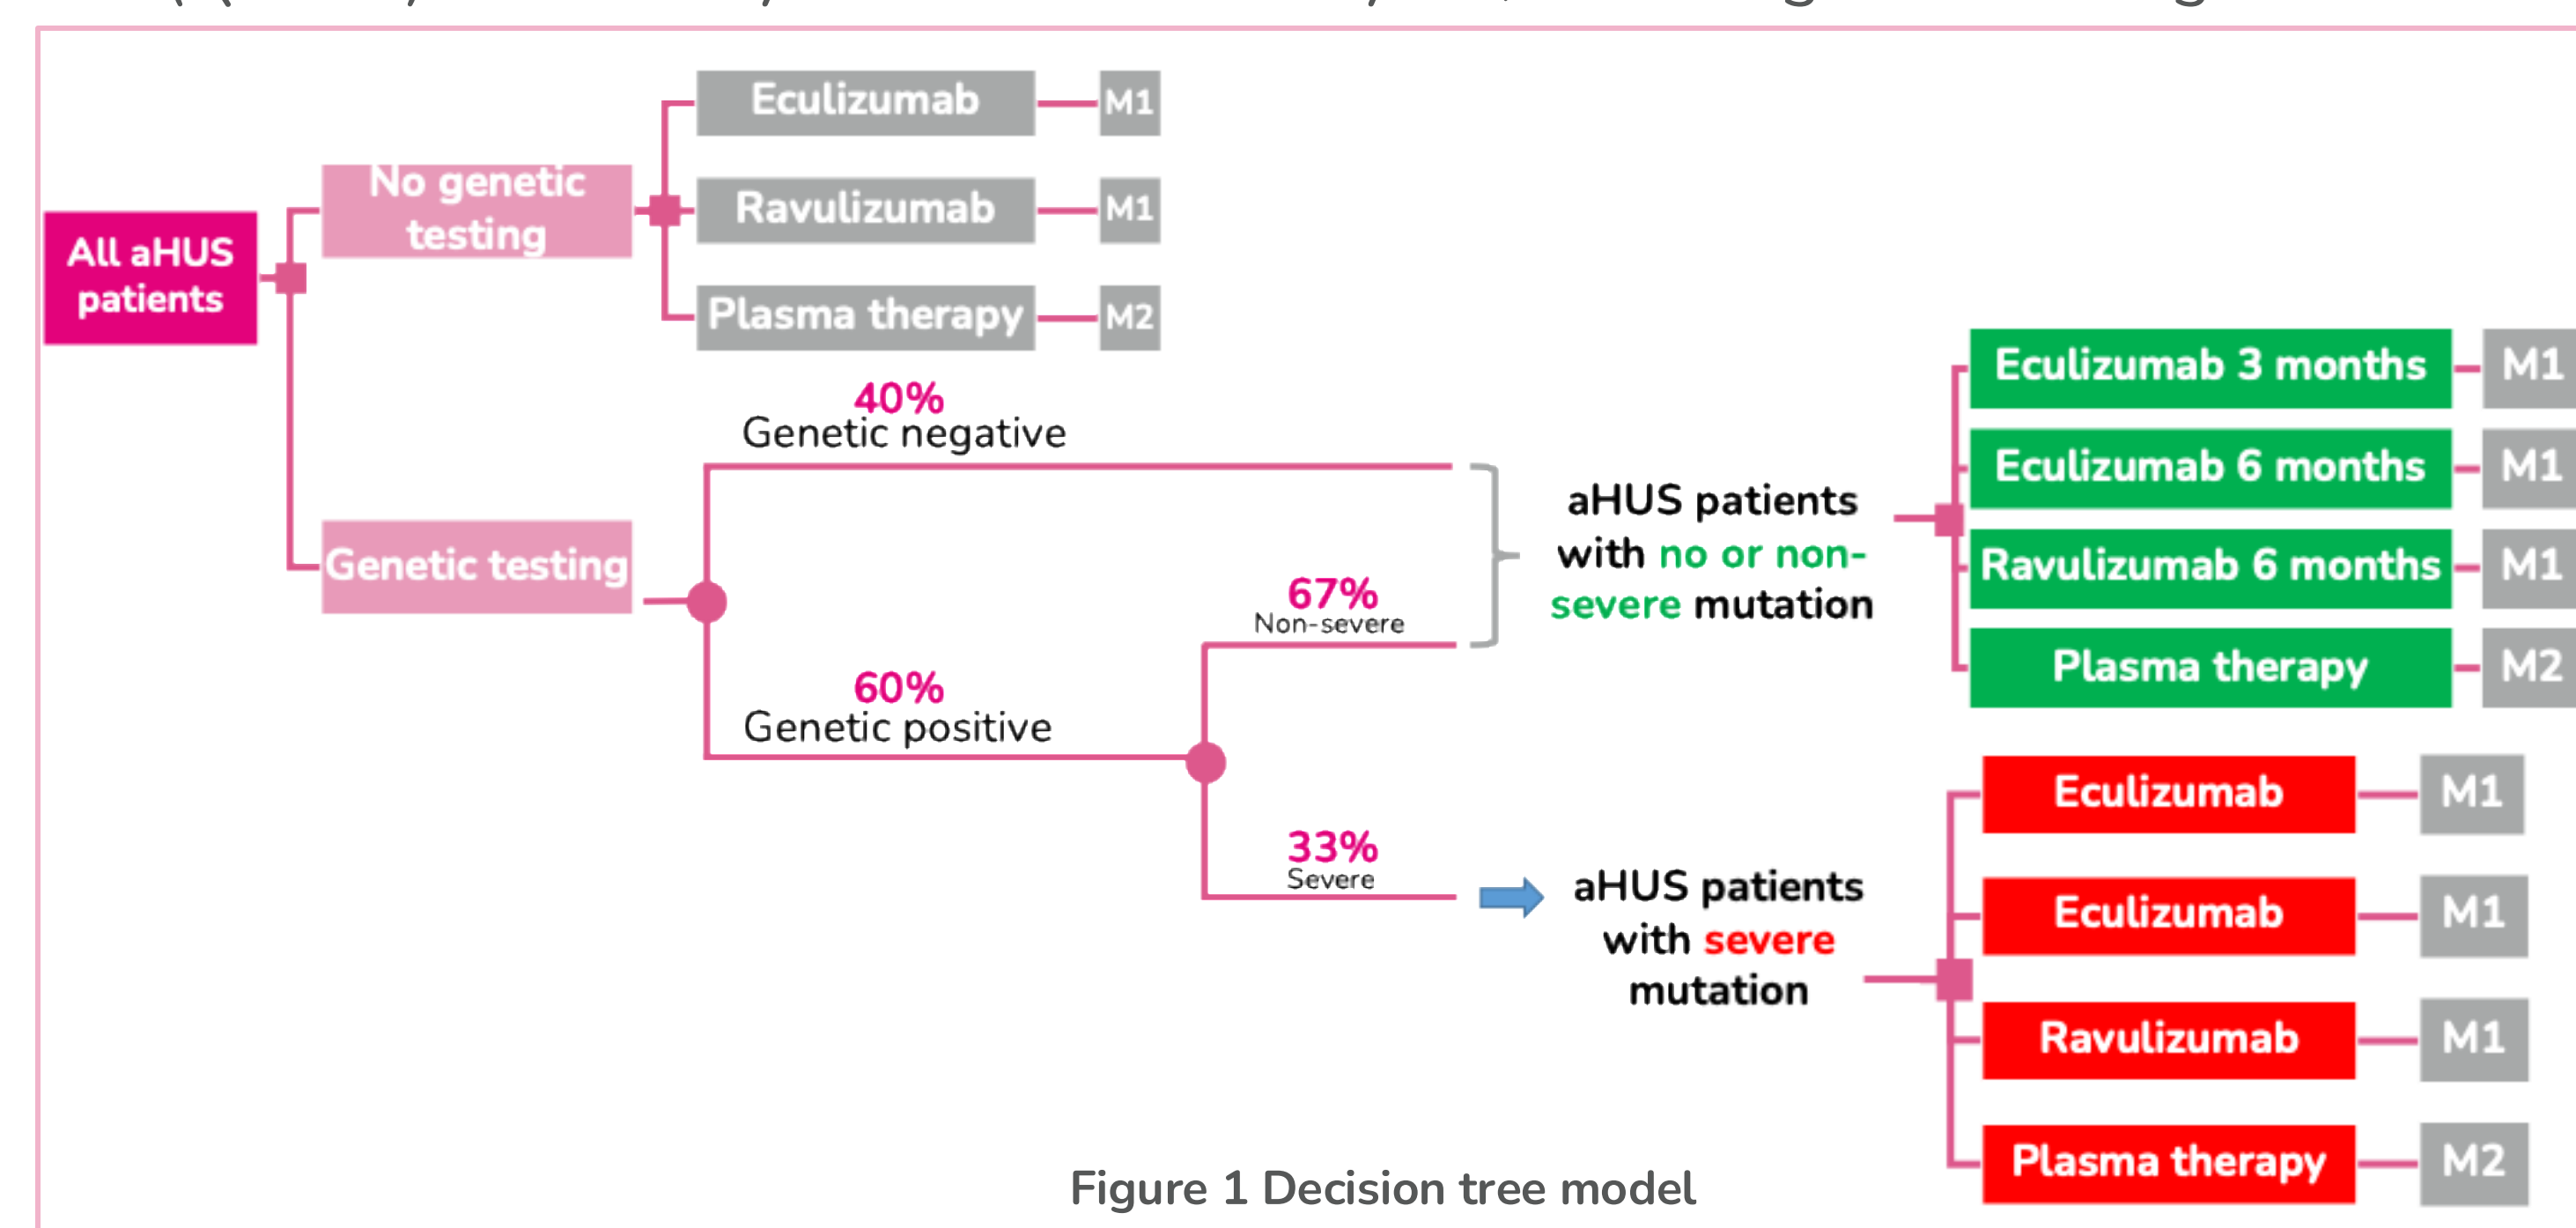 All aHUS
patients
No genetic
testing
Eculizumab
M1
Ravulizumab
M1
Plasma therapy
M2
Genetic testing
40%
Genetic negative
60%
Genetic positive
67%
Non-severe
33%
Severe
aHUS patients
with no or non-
severe mutation
Eculizumab 3 months
M1
Eculizumab 6 months
M1
Ravulizumab 6 months
M1
Plasma therapy
M2
aHUS patients
with severe
mutation
Eculizumab
M1
Eculizumab
M1
Ravulizumab
M1
Plasma therapy
M2
Figure 1 Decision tree model